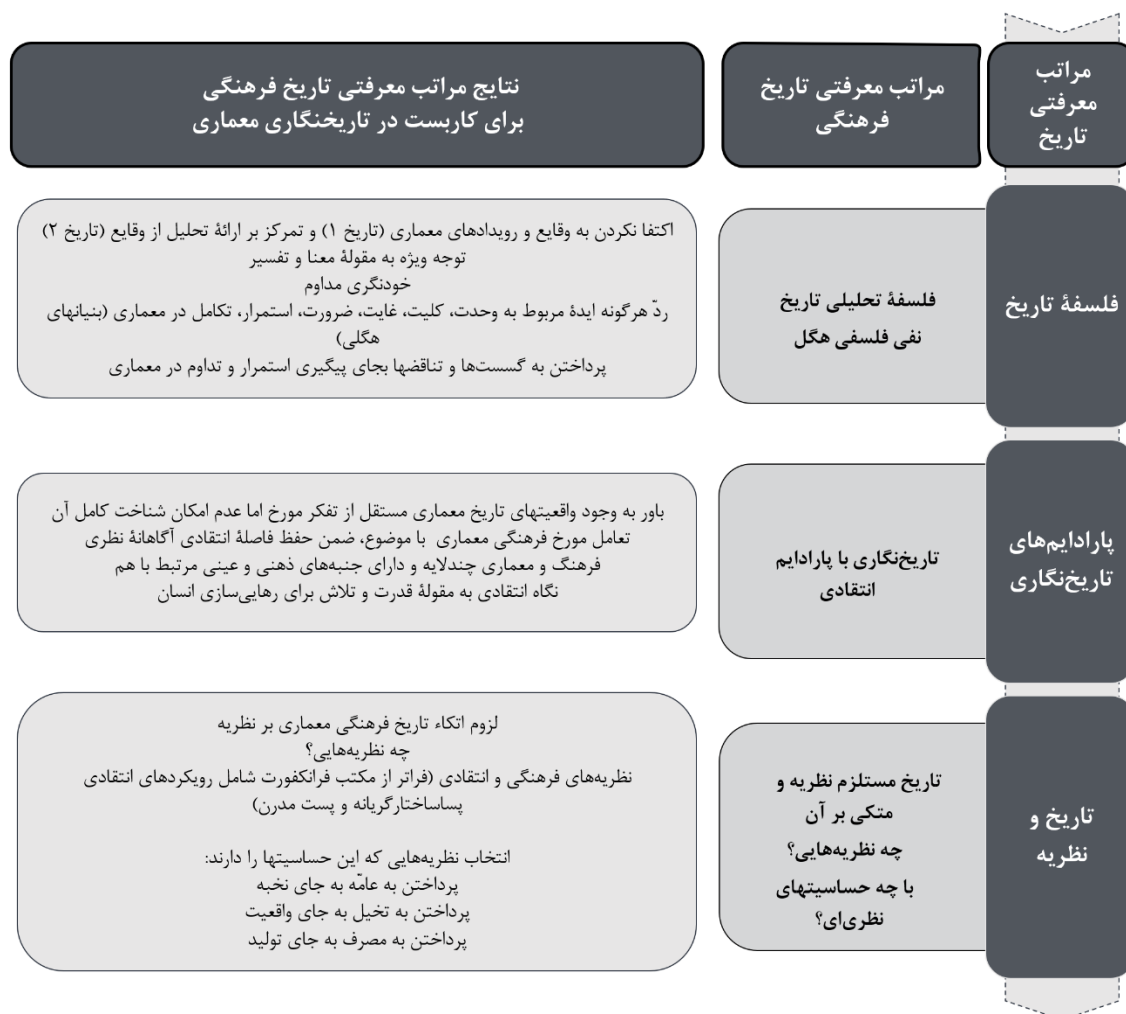 مراتب
معرفتی
تاریخ
مراتب معرفتی تاریخ
فرهنگی
نتایج مراتب معرفتی تاریخ فرهنگی
برای کاربست در تاریخنگاری معماری
فلسفهٔ تاریخ
فلسفهٔ تحلیلی تاریخ
نفی فلسفی هگل
اکتفا نکردن به وقایع و رویدادهای معماری (تاریخ ۱) و تمرکز بر ارائهٔ تحلیل از وقایع (تاریخ ۲)
توجه ویژه به مقولهٔ معنا و تفسیر
خودنگری مداوم
ردّ هرگونه ایدهٔ مربوط به وحدت، کلیت، غایت، ضرورت، استمرار، تکامل در معماری (بنیانهای
هگلی)
پرداختن به گسست‌ها و تناقضها بجای پیگیری استمرار و تداوم در معماری
پارادایم‌های
تاریخ‌نگاری
تاریخ‌نگاری با پارادایم
انتقادی
باور به وجود واقعیتهای تاریخ معماری مستقل از تفکر مورخ اما عدم امکان شناخت کامل آن
تعامل مورخ فرهنگی معماری با موضوع، ضمن حفظ فاصلهٔ انتقادی آگاهانهٔ نظری
فرهنگ و معماری چندلایه و دارای جنبه‌های ذهنی و عینی مرتبط با هم
نگاه انتقادی به مقولهٔ قدرت و تلاش برای رهایی‌سازی انسان
تاریخ و
نظریه
تاریخ مستلزم نظریه و
متکی بر آن
چه نظریه‌هایی؟
با چه حساسیتهای
نظری‌ای؟
لزوم اتکاء تاریخ فرهنگی معماری بر نظریه
چه نظریه‌هایی؟
نظریه‌های فرهنگی و انتقادی (فراتر از مکتب فرانکفورت شامل رویکردهای انتقادی
پساساختارگریانه و پست مدرن)
انتخاب نظریه‌هایی که این حساسیتها را دارند:
پرداختن به عامّه به جای نخبه
پرداختن به تخیل به جای واقعیت
پرداختن به مصرف به جای تولید